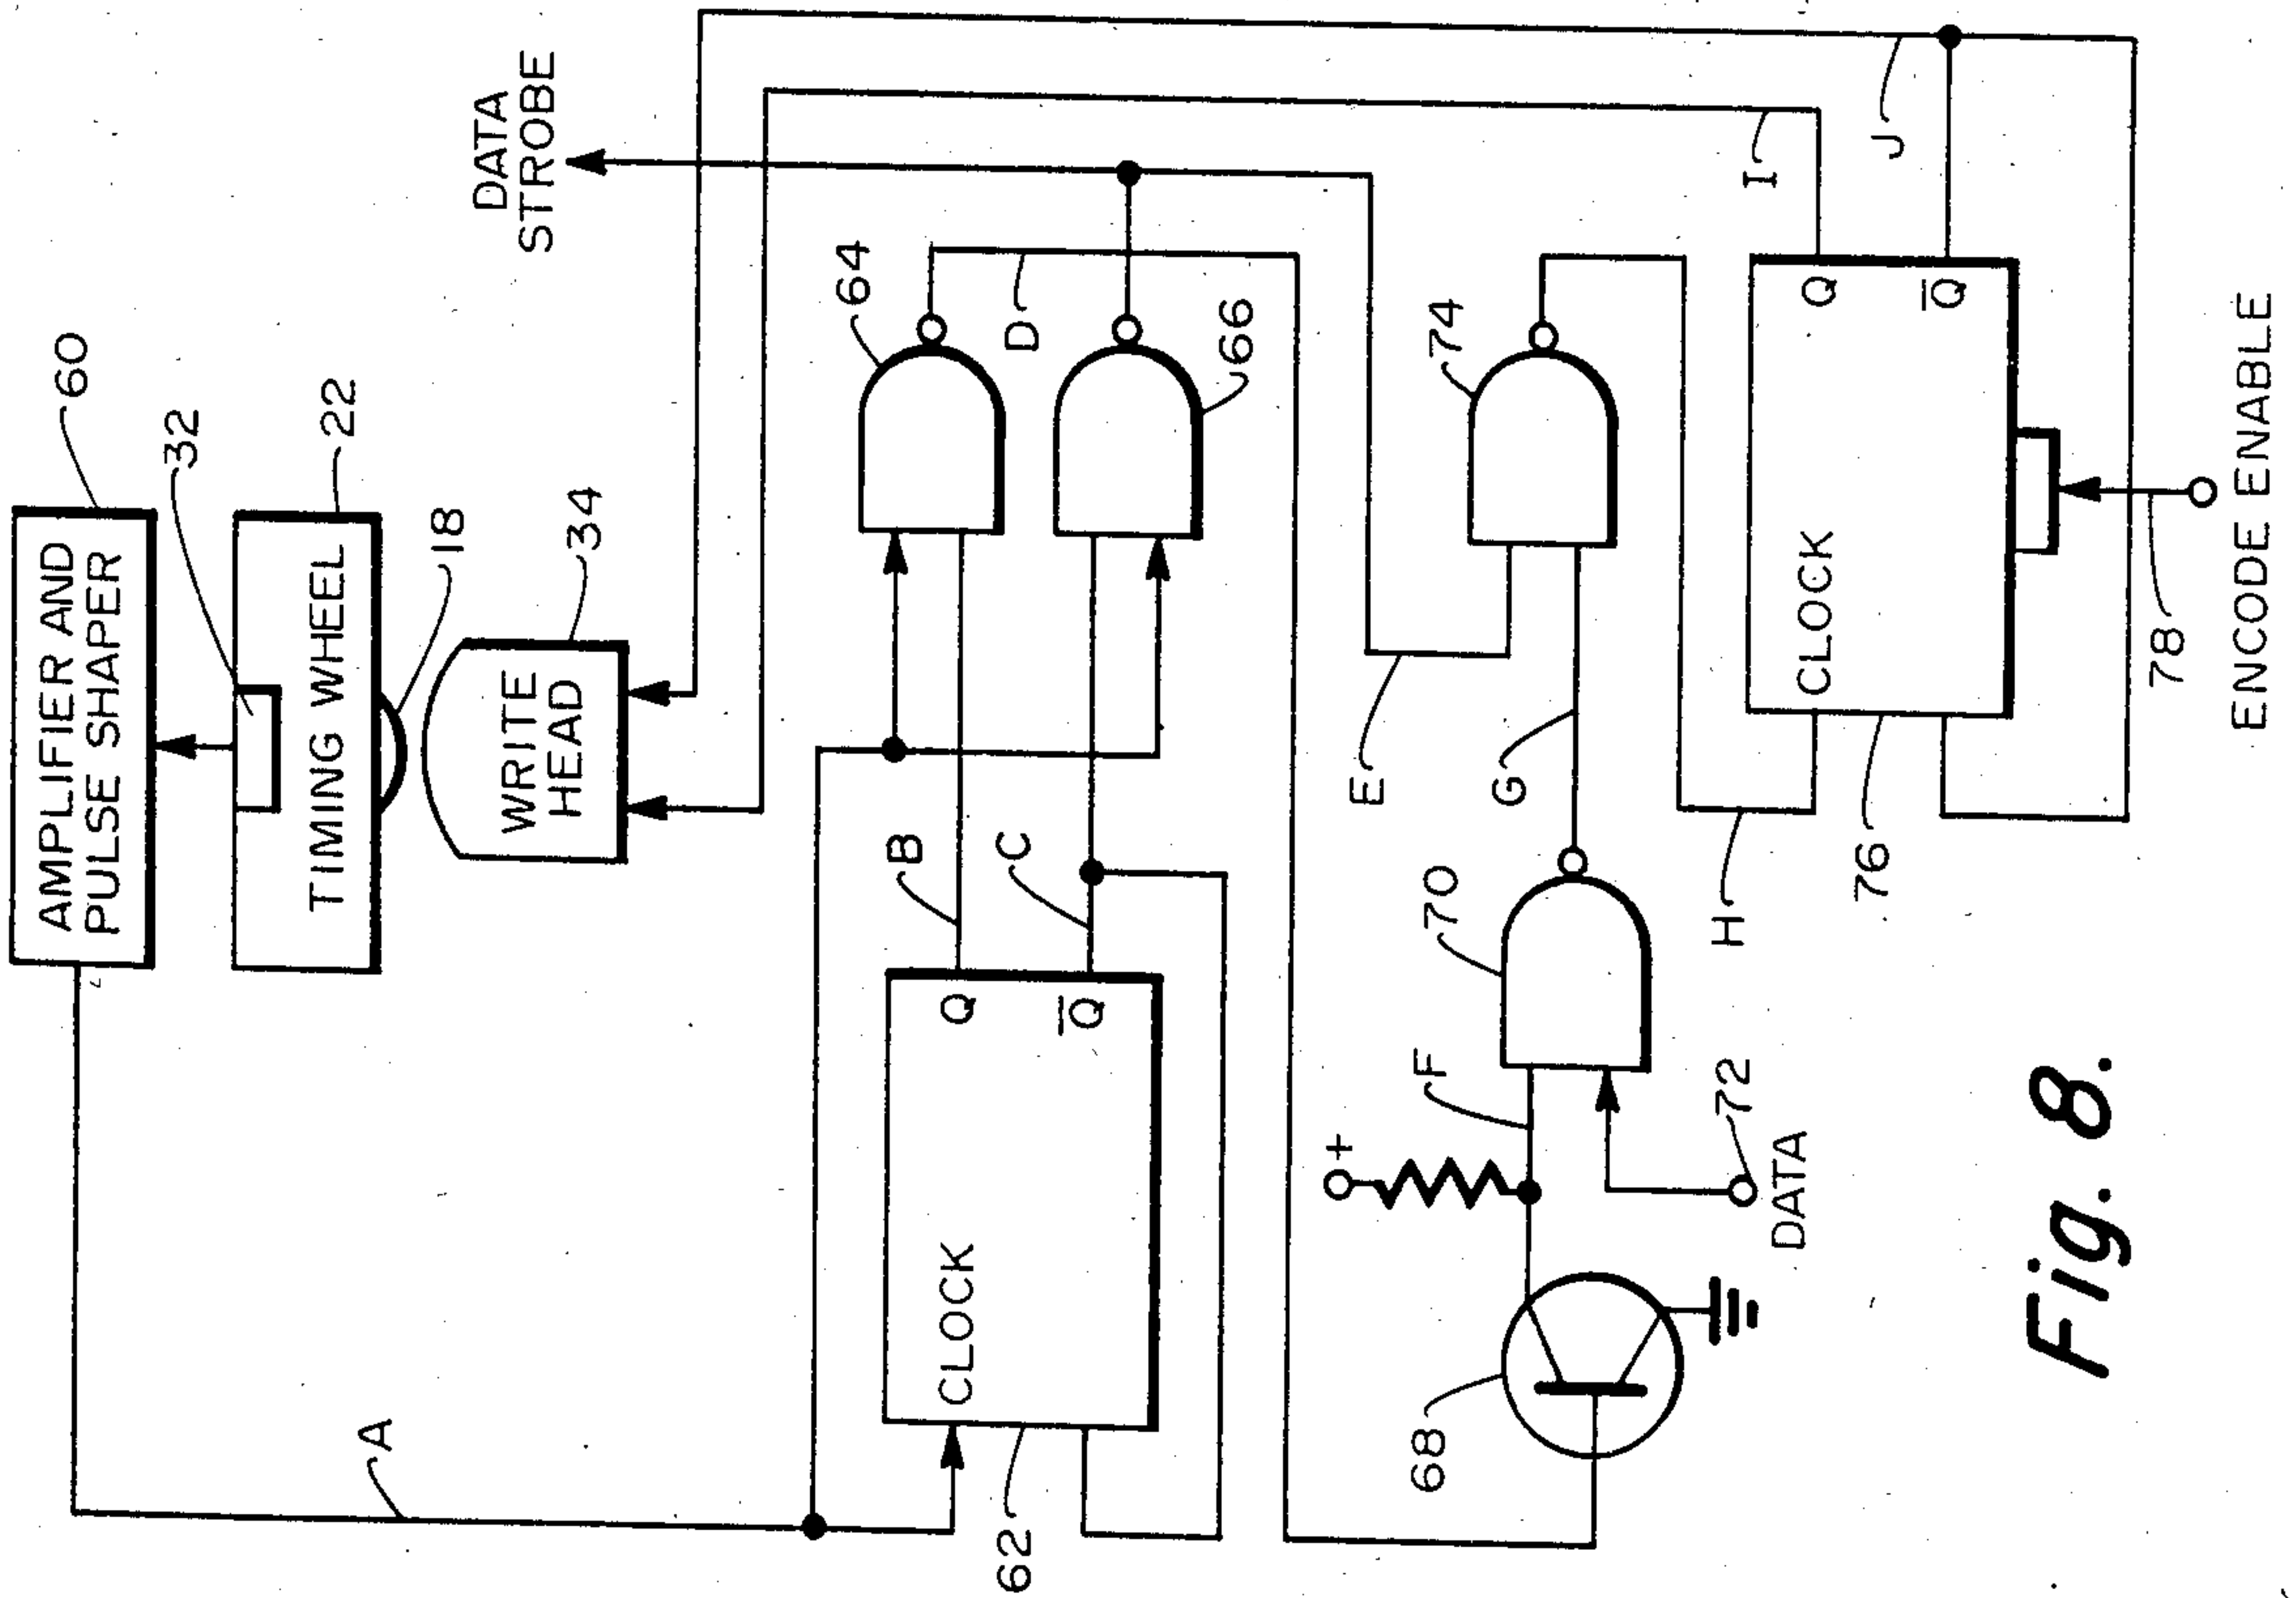 AMPLIFIER AND
PULSE SHAPER
60
32
TIMING WHEEL
22
18
WRITE
HEAD
34
DATA
STROBE
A
CLOCK
Q
Q̅
62
B
C
64
66
D
E
68
+
F
DATA
72
70
G
74
H
CLOCK
Q
Q̅
76
I
J
78
ENCODE ENABLE
Fig. 8.